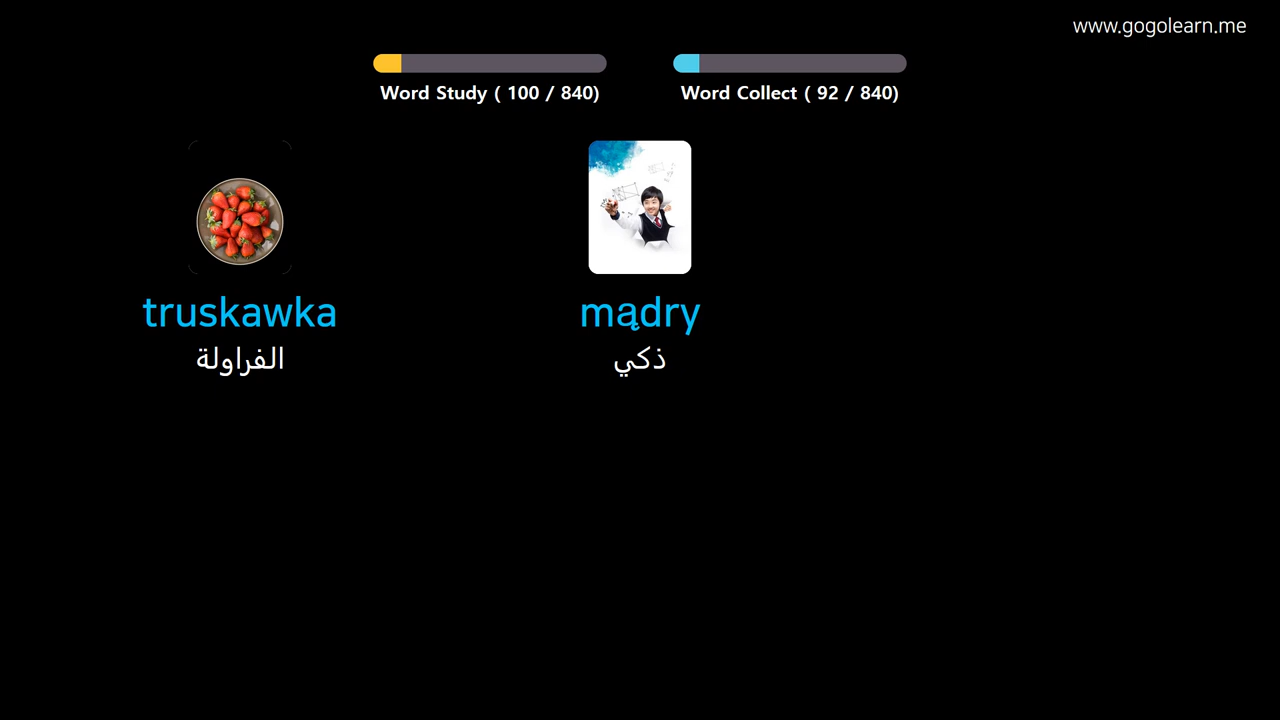 www.gogolearn.me
Word Study ( 100 / 840)
Word Collect ( 92 / 840)
truskawka
الفراولة
mądry
ذكي